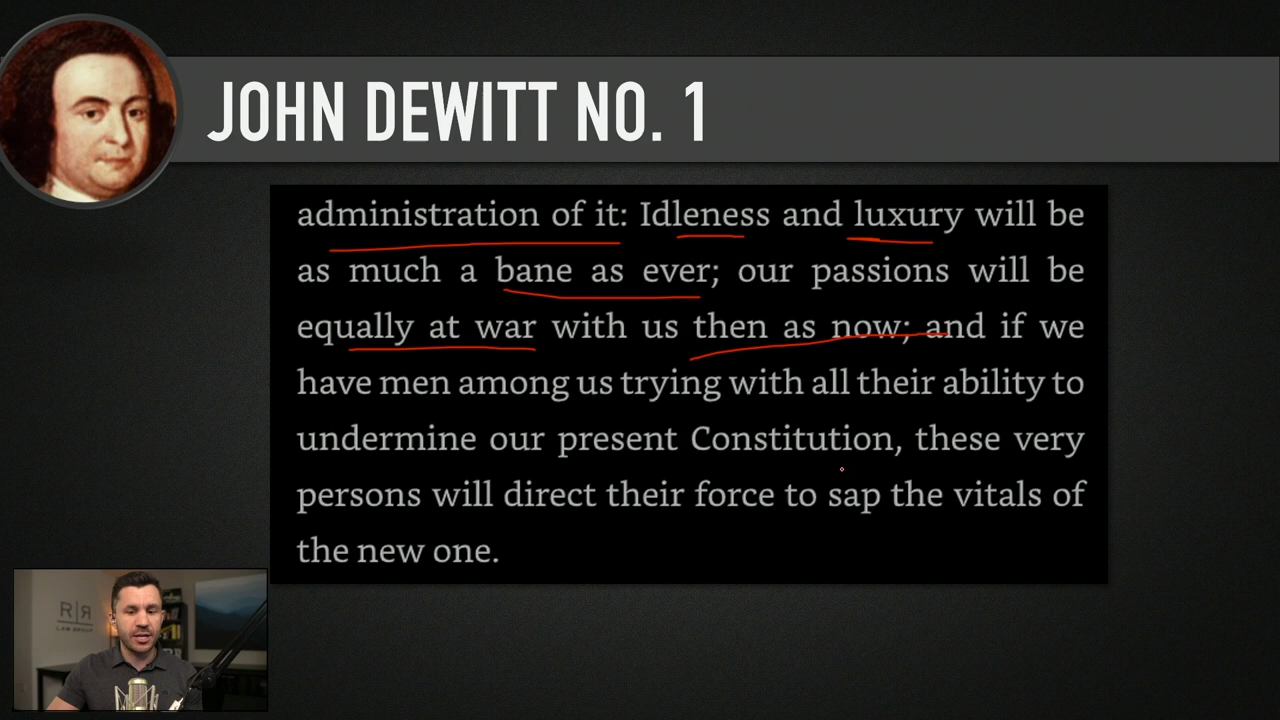 JOHN DEWITT NO. 1
administration of it: Idleness and luxury will be
as much a bane as ever; our passions will be
equally at war with us then as now; and if we
have men among us trying with all their ability to
undermine our present Constitution, these very
persons will direct their force to sap the vitals of
the new one.
R|R
LAW GROUP